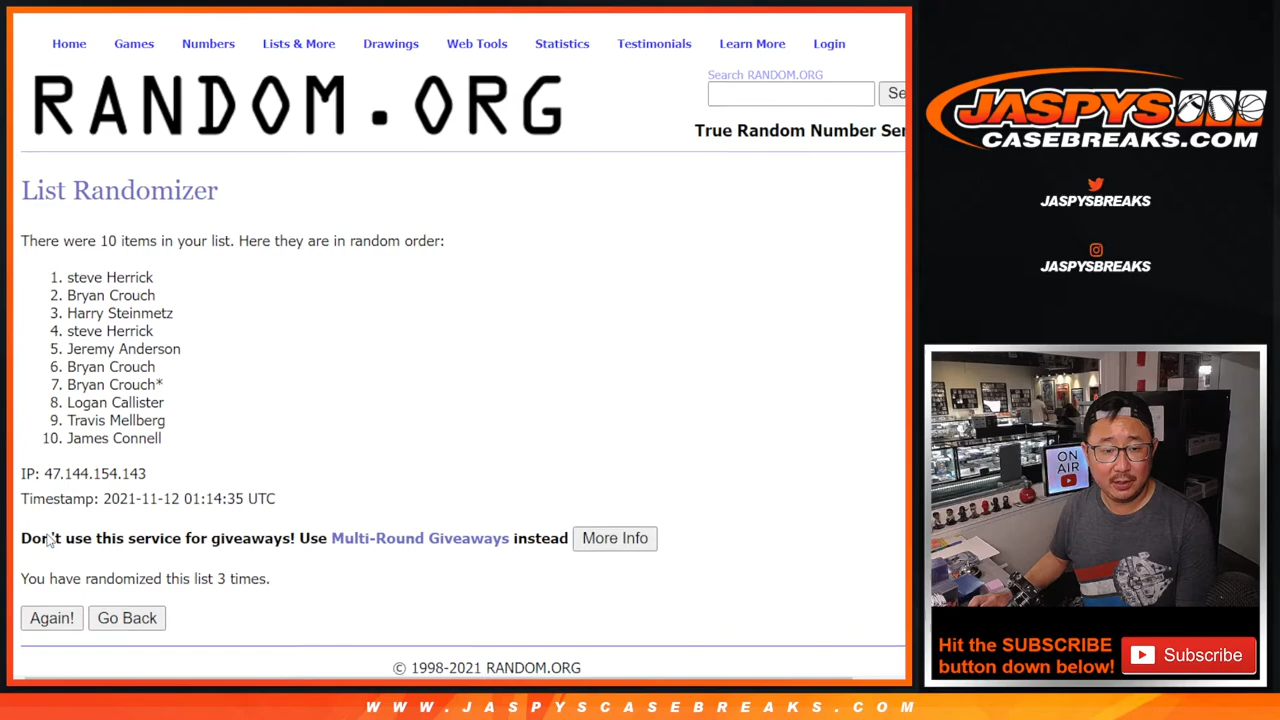 Home Games Numbers Lists & More Drawings Web Tools Statistics Testimonials Learn More Login
RANDOM.ORG
Search RANDOM.ORG
Se
True Random Number Ser
List Randomizer
There were 10 items in your list. Here they are in random order:
1. steve Herrick
2. Bryan Crouch
3. Harry Steinmetz
4. steve Herrick
5. Jeremy Anderson
6. Bryan Crouch
7. Bryan Crouch*
8. Logan Callister
9. Travis Mellberg
10. James Connell
IP: 47.144.154.143
Timestamp: 2021-11-12 01:14:35 UTC
Don't use this service for giveaways! Use Multi-Round Giveaways instead More Info
You have randomized this list 3 times.
Again! Go Back
© 1998-2021 RANDOM.ORG
JASPYS
CASEBREAKS.COM
JASPYSBREAKS
JASPYSBREAKS
ON
AIR
Hit the SUBSCRIBE
button down below!
Subscribe
WWW.JASPYSCASEBREAKS.COM